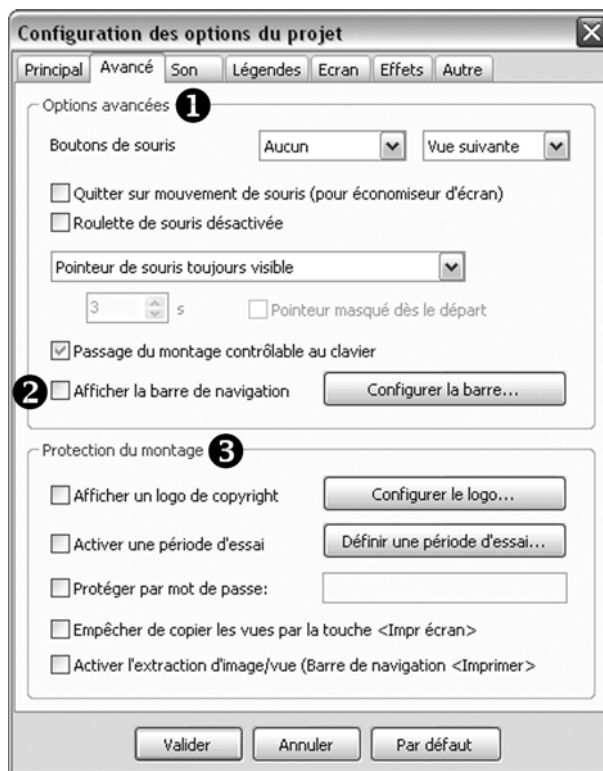 Configuration des options du projet
Principal Avancé Son Légendes Ecran Effets Autre
Options avancées 1
Boutons de souris Aucun Vue suivante
Quitter sur mouvement de souris (pour économiseur d'écran)
Roulette de souris désactivée
Pointeur de souris toujours visible
3 s Pointeur masqué dès le départ
Passage du montage contrôlable au clavier
2 Afficher la barre de navigation Configurer la barre...
Protection du montage 3
Afficher un logo de copyright Configurer le logo...
Activer une période d'essai Définir une période d'essai...
Protéger par mot de passe:
Empêcher de copier les vues par la touche <Impr écran>
Activer l'extraction d'image/vue (Barre de navigation <Imprimer>
Valider Annuler Par défaut